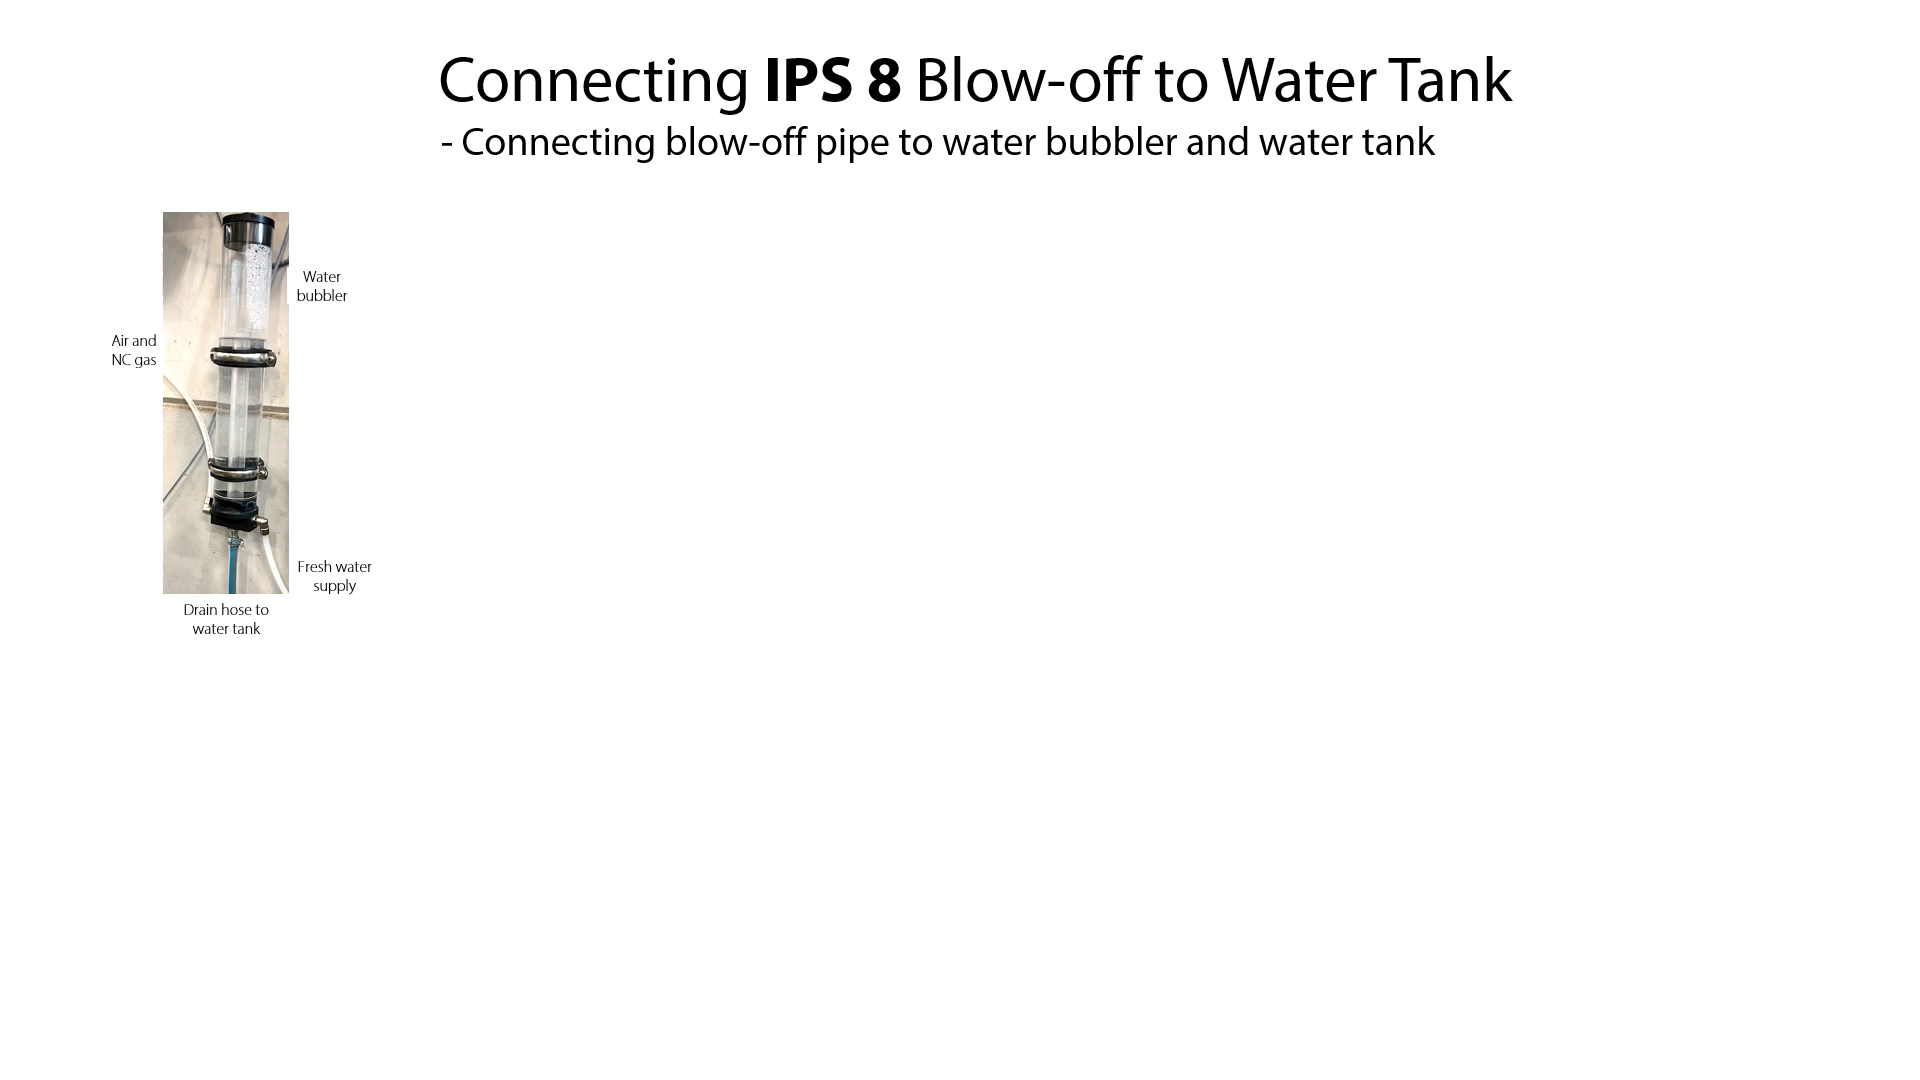 Connecting IPS 8 Blow-off to Water Tank
- Connecting blow-off pipe to water bubbler and water tank
Water
bubbler
Air and
NC gas
Fresh water
supply
Drain hose to
water tank